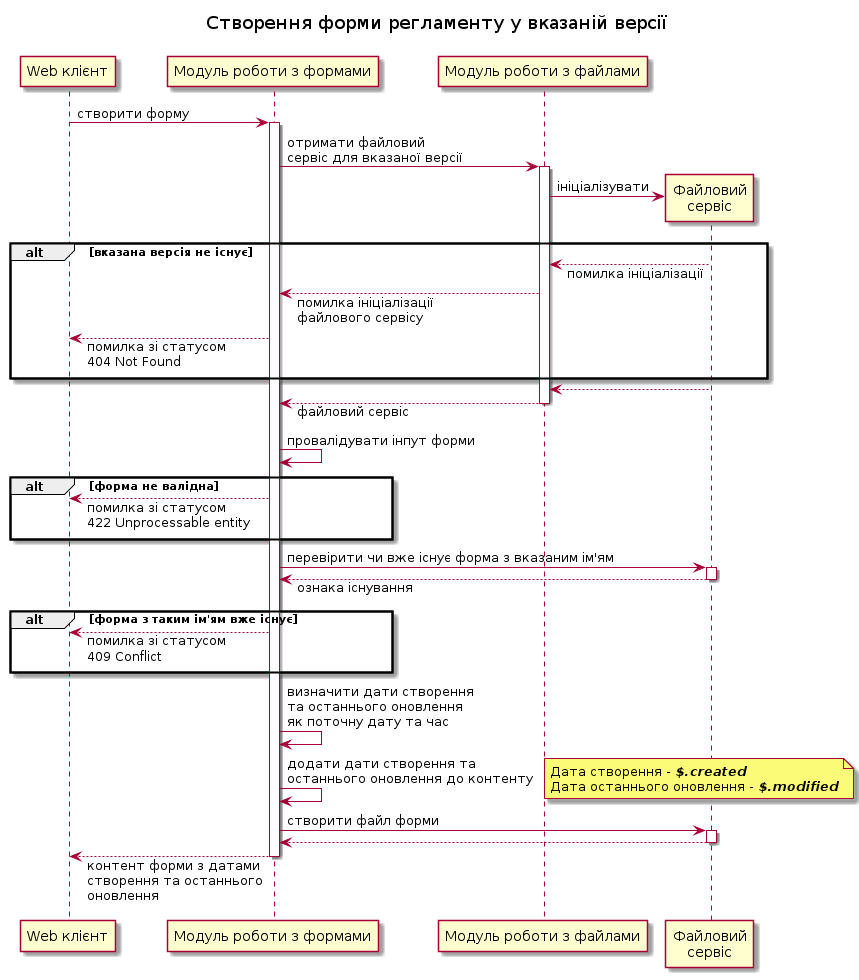 Створення форми регламенту у вказаній версії
Web клієнт
Модуль роботи з формами
Модуль роботи з файлами
створити форму
отримати файловий
сервіс для вказаної версії
ініціалізувати
Файловий
сервіс
alt
[вказана версія не існує]
помилка ініціалізації
помилка ініціалізації
файлового сервісу
помилка зі статусом
404 Not Found
файловий сервіс
провалідувати інпут форми
alt
[форма не валідна]
помилка зі статусом
422 Unprocessable entity
перевірити чи вже існує форма з вказаним ім'ям
ознака існування
alt
[форма з таким ім'ям вже існує]
помилка зі статусом
409 Conflict
визначити дати створення
та останнього оновлення
як поточну дату та час
додати дати створення та
останнього оновлення до контенту
Дата створення - $.created
Дата останнього оновлення - $.modified
створити файл форми
контент форми з датами
створення та останнього
оновлення
Web клієнт
Модуль роботи з формами
Модуль роботи з файлами
Файловий
сервіс